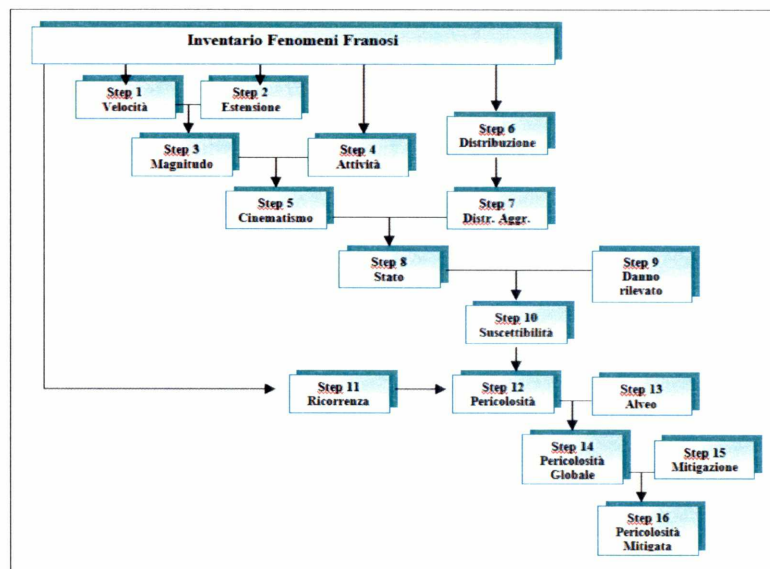 Inventario Fenomeni Franosi
Step 1
Velocità
Step 2
Estensione
Step 3
Magnitudo
Step 4
Attività
Step 6
Distribuzione
Step 5
Cinematismo
Step 7
Distr. Aggr.
Step 8
Stato
Step 9
Danno
rilevato
Step 10
Suscettibilità
Step 11
Ricorrenza
Step 12
Pericolosità
Step 13
Alveo
Step 14
Pericolosità
Globale
Step 15
Mitigazione
Step 16
Pericolosità
Mitigata